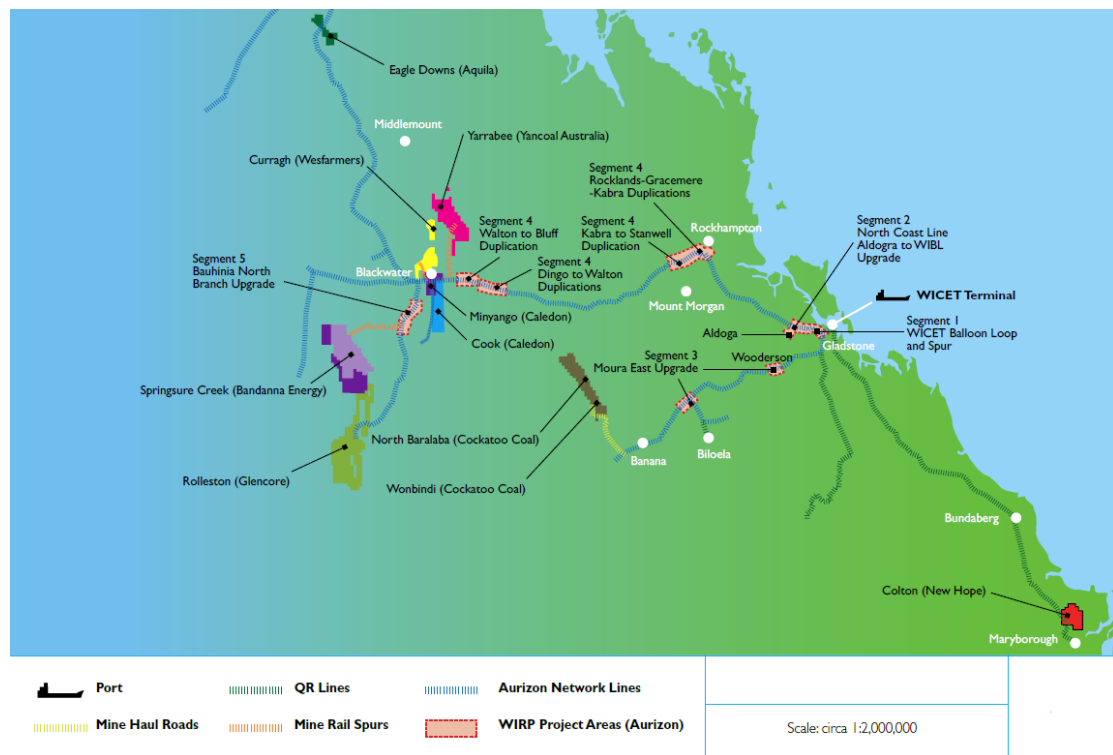 Eagle Downs (Aquila)
Middlemount
Yarrabee (Yancoal Australia)
Curragh (Wesfarmers)
Segment 4
Rocklands-Gracemere
-Kabra Duplications
Segment 4
Walton to Bluff
Duplication
Segment 4
Kabra to Stanwell
Duplication
Rockhampton
Segment 2
North Coast Line
Aldogra to WIBL
Upgrade
Segment 5
Bauhinia North
Branch Upgrade
Blackwater
Segment 4
Dingo to Walton
Duplications
Mount Morgan
WICET Terminal
Minyango (Caledon)
Segment 1
WICET Balloon Loop
and Spur
Aldoga
Gladstone
Cook (Caledon)
Segment 3
Moura East Upgrade
Wooderson
Springsure Creek (Bandanna Energy)
North Baralaba (Cockatoo Coal)
Banana
Biloela
Rolleston (Glencore)
Wonbindi (Cockatoo Coal)
Bundaberg
Colton (New Hope)
Maryborough
Port
QR Lines
Aurizon Network Lines
Mine Haul Roads
Mine Rail Spurs
WIRP Project Areas (Aurizon)
Scale: circa 1:2,000,000